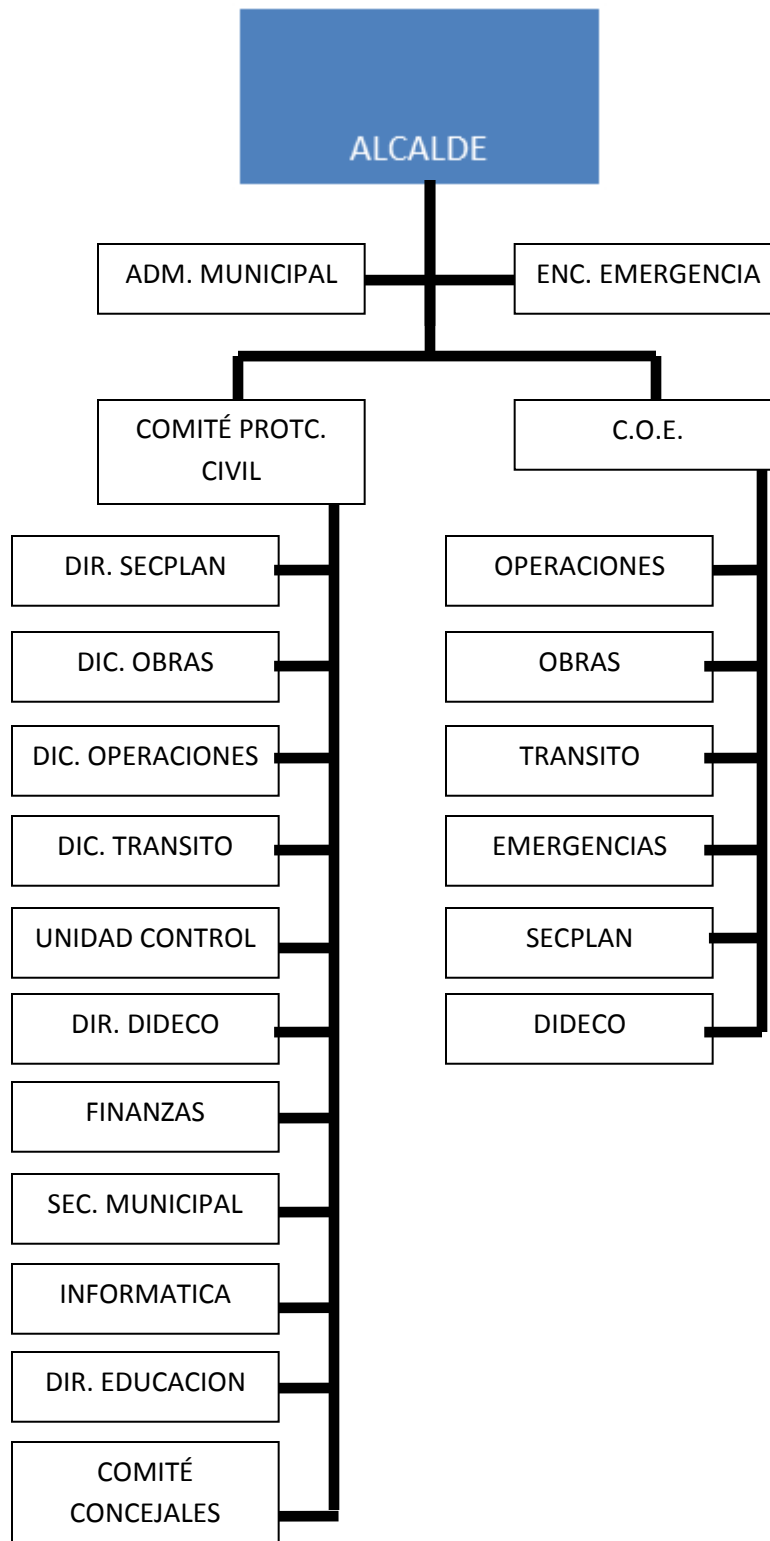 ALCALDE
ADM. MUNICIPAL
ENC. EMERGENCIA
COMITÉ PROTC.
CIVIL
C.O.E.
DIR. SECPLAN
DIC. OBRAS
DIC. OPERACIONES
DIC. TRANSITO
UNIDAD CONTROL
DIR. DIDECO
FINANZAS
SEC. MUNICIPAL
INFORMATICA
DIR. EDUCACION
COMITÉ
CONCEJALES
OPERACIONES
OBRAS
TRANSITO
EMERGENCIAS
SECPLAN
DIDECO